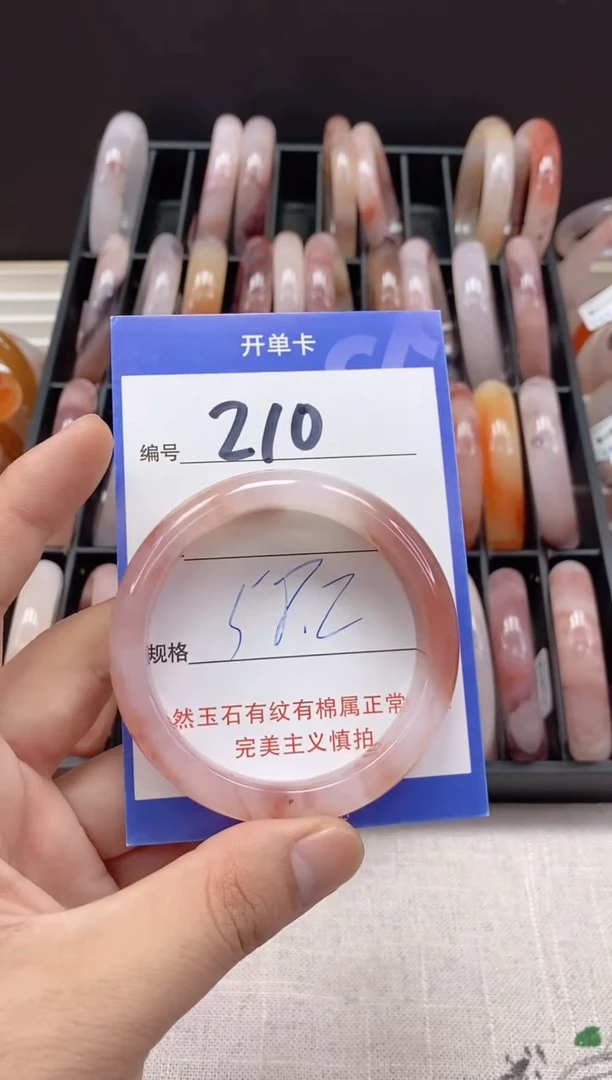 开单卡
编号 210
规格 58.2
然玉石有纹有棉属正常
完美主义慎拍